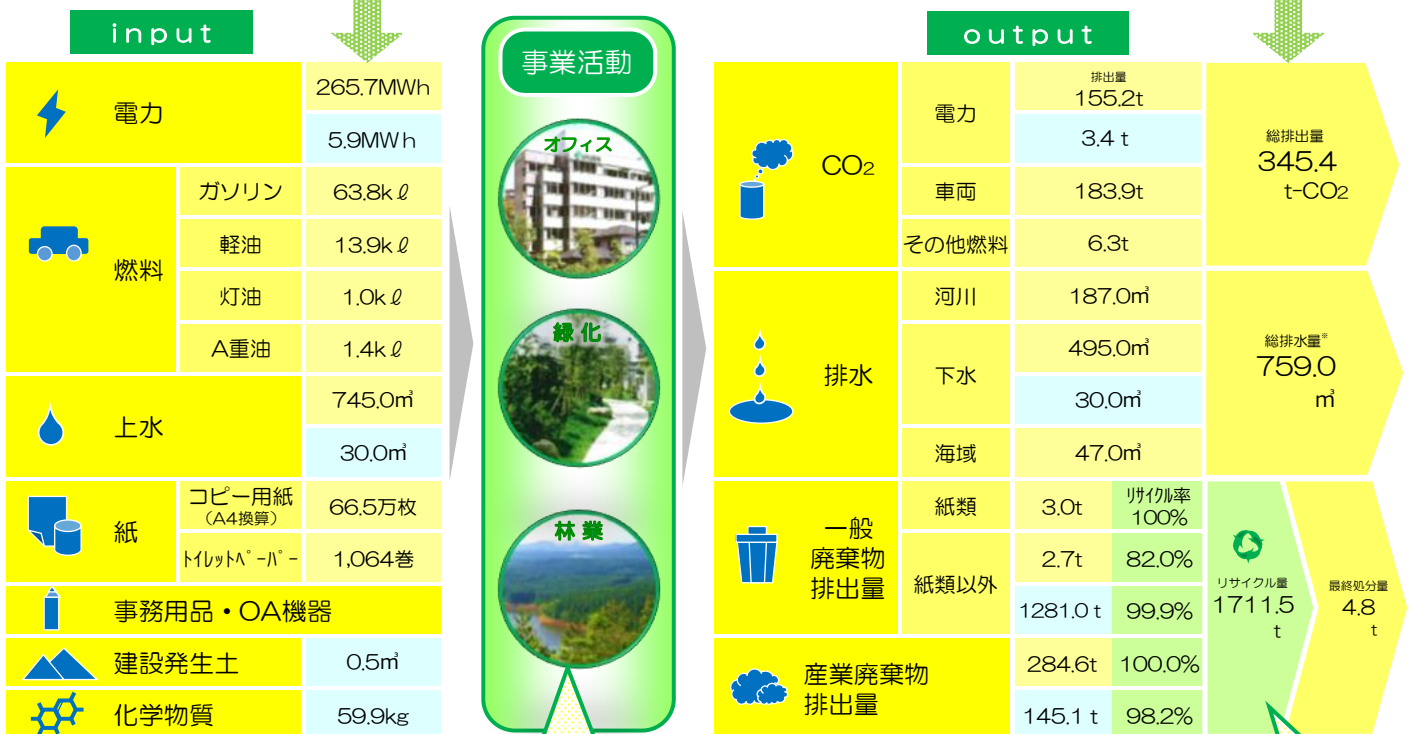 input
電力
265.7MWh
5.9MWh
燃料
ガソリン
63.8kℓ
軽油
13.9kℓ
灯油
1.0kℓ
A重油
1.4kℓ
上水
745.0㎥
30.0㎥
紙
コピー用紙
（A4換算）
66.5万枚
ﾄｲﾚｯﾄﾍﾟｰﾊﾟｰ
1,064巻
事務用品・OA機器
建設発生土
0.5㎥
化学物質
59.9kg
事業活動
オフィス
緑化
林業
output
CO₂
電力
排出量
155.2t
3.4 t
車両
183.9t
その他燃料
6.3t
総排出量
345.4
t-CO₂
排水
河川
187.0㎥
下水
495.0㎥
30.0㎥
海域
47.0㎥
総排水量※
759.0
㎥
一般
廃棄物
排出量
紙類
3.0t
ﾘｻｲｸﾙ率
100%
紙類以外
2.7t
82.0%
1281.0 t
99.9%
産業廃棄物
排出量
284.6t
100.0%
145.1 t
98.2%
リサイクル量
1711.5
t
最終処分量
4.8
t